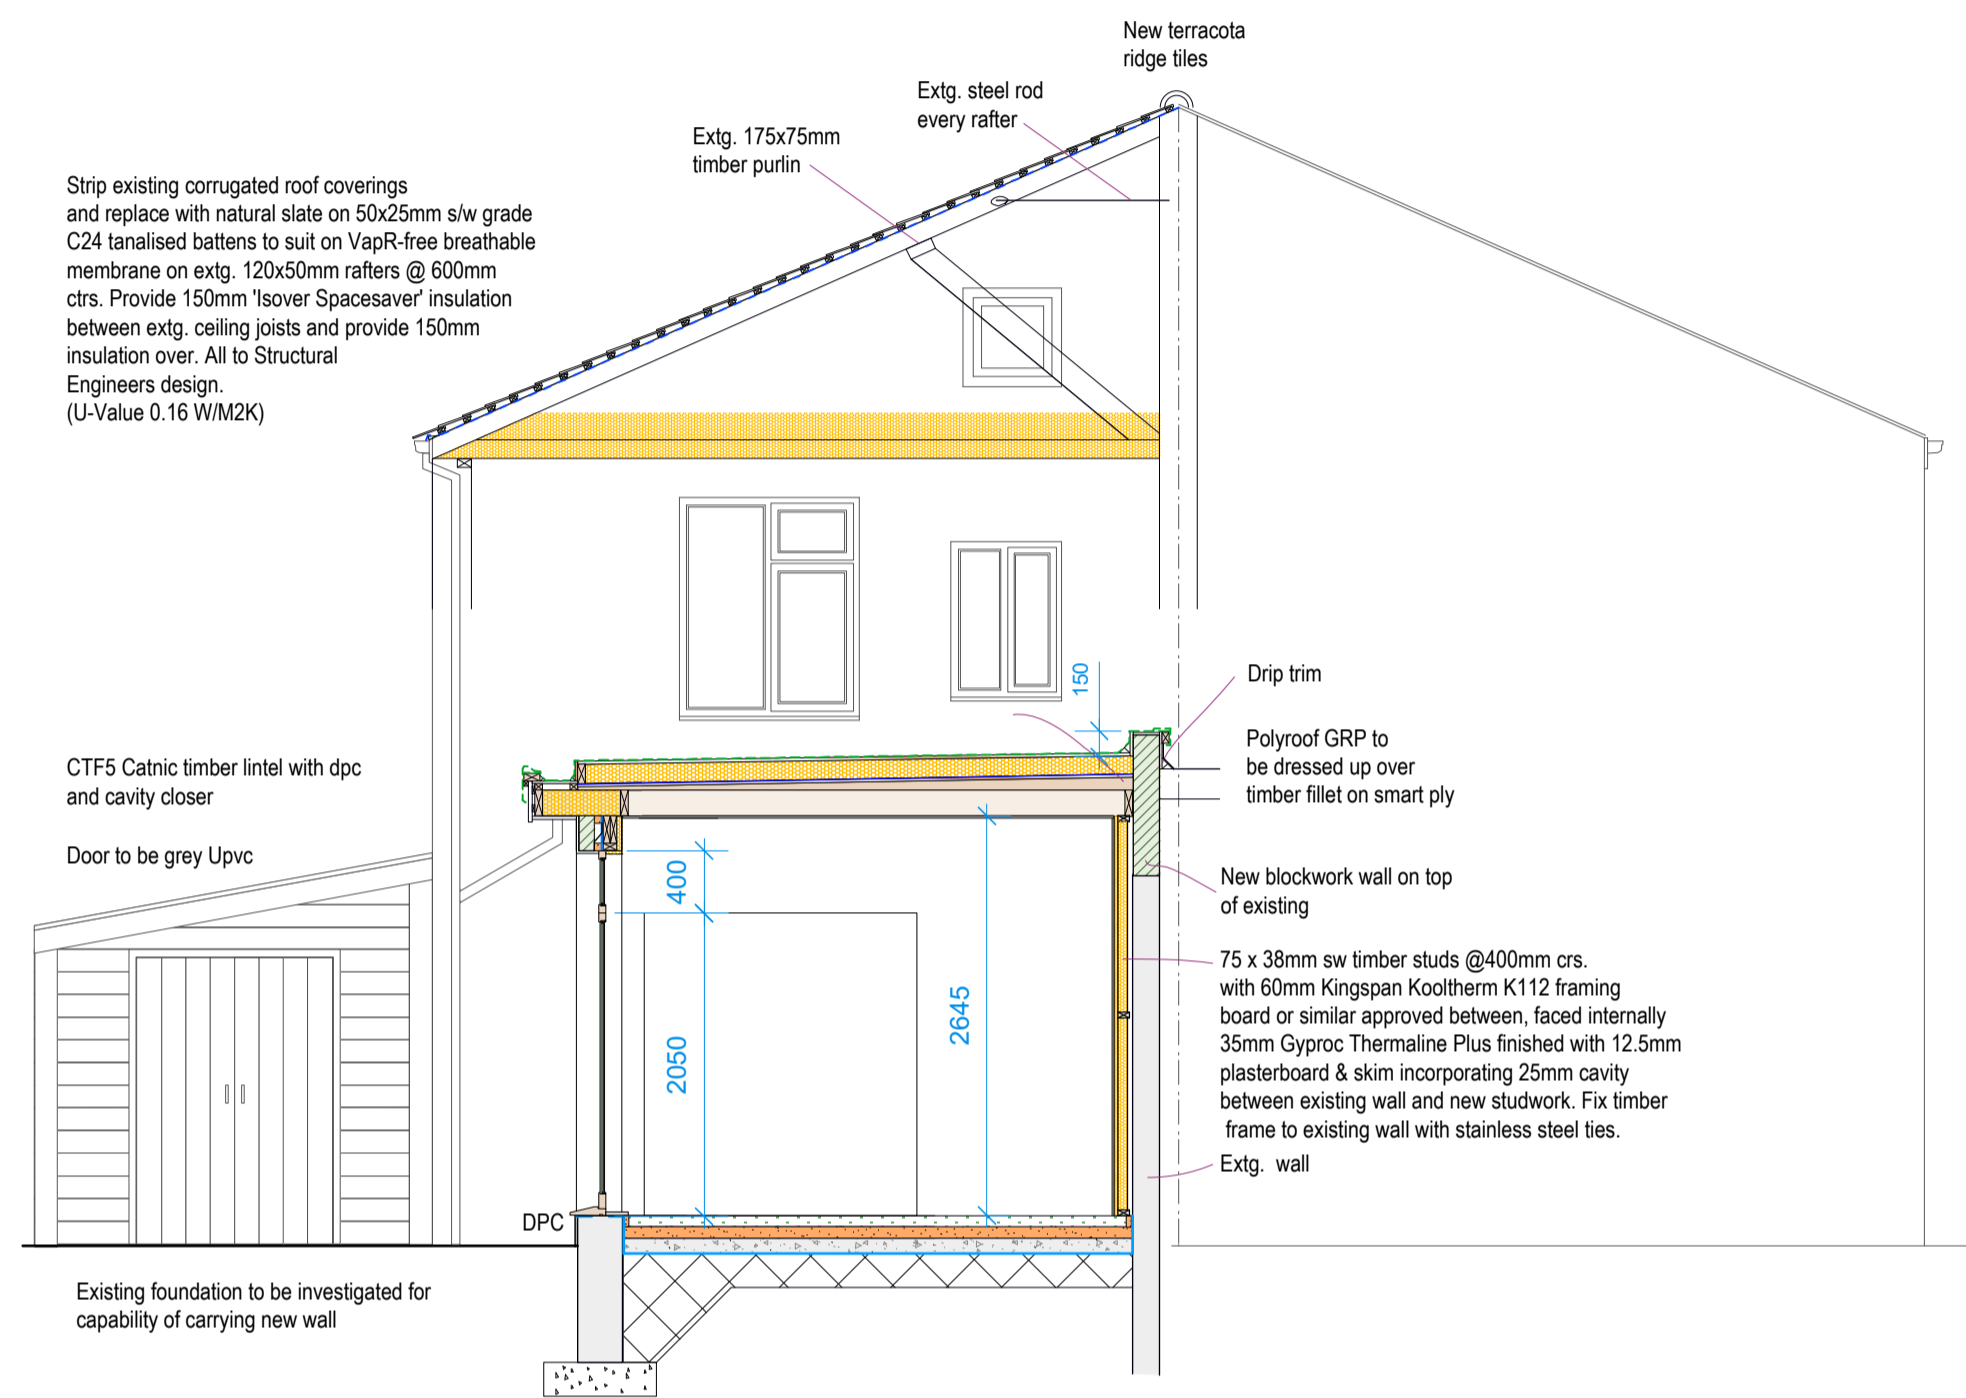 New terracota
ridge tiles
Extg. steel rod
every rafter
Extg. 175x75mm
timber purlin
Strip existing corrugated roof coverings
and replace with natural slate on 50x25mm s/w grade
C24 tanalised battens to suit on VapR-free breathable
membrane on extg. 120x50mm rafters @ 600mm
ctrs. Provide 150mm 'Isover Spacesaver' insulation
between extg. ceiling joists and provide 150mm
insulation over. All to Structural
Engineers design.
(U-Value 0.16 W/M2K)
150
Drip trim
Polyroof GRP to
be dressed up over
timber fillet on smart ply
CTF5 Catnic timber lintel with dpc
and cavity closer
Door to be grey Upvc
400
2050
2645
New blockwork wall on top
of existing
75 x 38mm sw timber studs @400mm crs.
with 60mm Kingspan Kooltherm K112 framing
board or similar approved between, faced internally
35mm Gyproc Thermaline Plus finished with 12.5mm
plasterboard & skim incorporating 25mm cavity
between existing wall and new studwork. Fix timber
frame to existing wall with stainless steel ties.
Extg. wall
DPC
Existing foundation to be investigated for
capability of carrying new wall